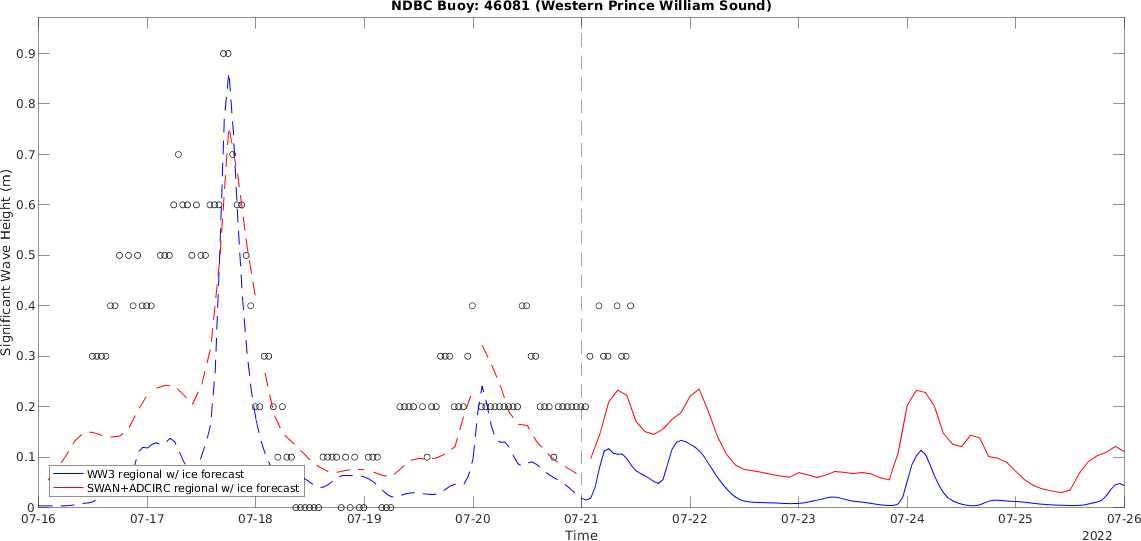 NDBC Buoy: 46081 (Western Prince William Sound)
Significant Wave Height (m)
0.9
0.8
0.7
0.6
0.5
0.4
0.3
0.2
0.1
0
WW3 regional w/ ice forecast
SWAN+ADCIRC regional w/ ice forecast
07-16 07-17 07-18 07-19 07-20 07-21 07-22 07-23 07-24 07-25 07-26
Time
2022